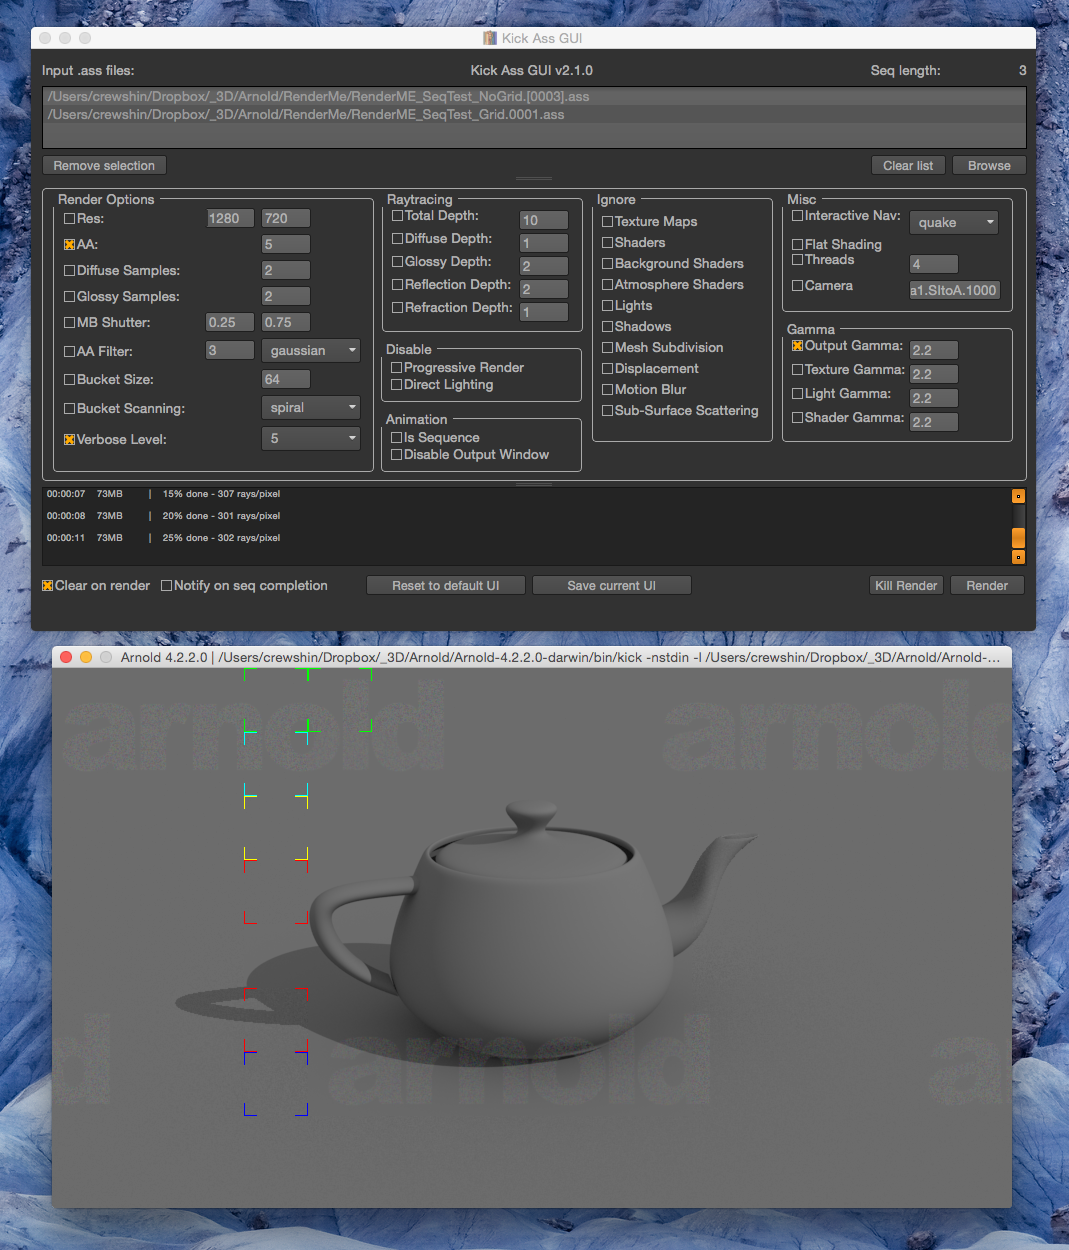 Kick Ass GUI
Input .ass files:
Kick Ass GUI v2.1.0
Seq length: 3
/Users/crewshin/Dropbox/_3D/Arnold/RenderMe/RenderME_SeqTest_NoGrid.[0003].ass
/Users/crewshin/Dropbox/_3D/Arnold/RenderMe/RenderME_SeqTest_Grid.0001.ass
Remove selection
Clear list
Browse
Render Options
Res: 1280 720
AA: 5
Diffuse Samples: 2
Glossy Samples: 2
MB Shutter: 0.25 0.75
AA Filter: 3 gaussian
Bucket Size: 64
Bucket Scanning: spiral
Verbose Level: 5
Raytracing
Total Depth: 10
Diffuse Depth: 1
Glossy Depth: 2
Reflection Depth: 2
Refraction Depth: 1
Disable
Progressive Render
Direct Lighting
Animation
Is Sequence
Disable Output Window
Ignore
Texture Maps
Shaders
Background Shaders
Atmosphere Shaders
Lights
Shadows
Mesh Subdivision
Displacement
Motion Blur
Sub-Surface Scattering
Misc
Interactive Nav: quake
Flat Shading
Threads 4
Camera a1.SItoA.1000
Gamma
Output Gamma: 2.2
Texture Gamma: 2.2
Light Gamma: 2.2
Shader Gamma: 2.2
00:00:07 73MB | 15% done - 307 rays/pixel
00:00:08 73MB | 20% done - 301 rays/pixel
00:00:11 73MB | 25% done - 302 rays/pixel
Clear on render
Notify on seq completion
Reset to default UI
Save current UI
Kill Render
Render
Arnold 4.2.2.0 | /Users/crewshin/Dropbox/_3D/Arnold/Arnold-4.2.2.0-darwin/bin/kick -nstdin -l /Users/crewshin/Dropbox/_3D/Arnold/Arnold-...
arnold arnold
d arnold a